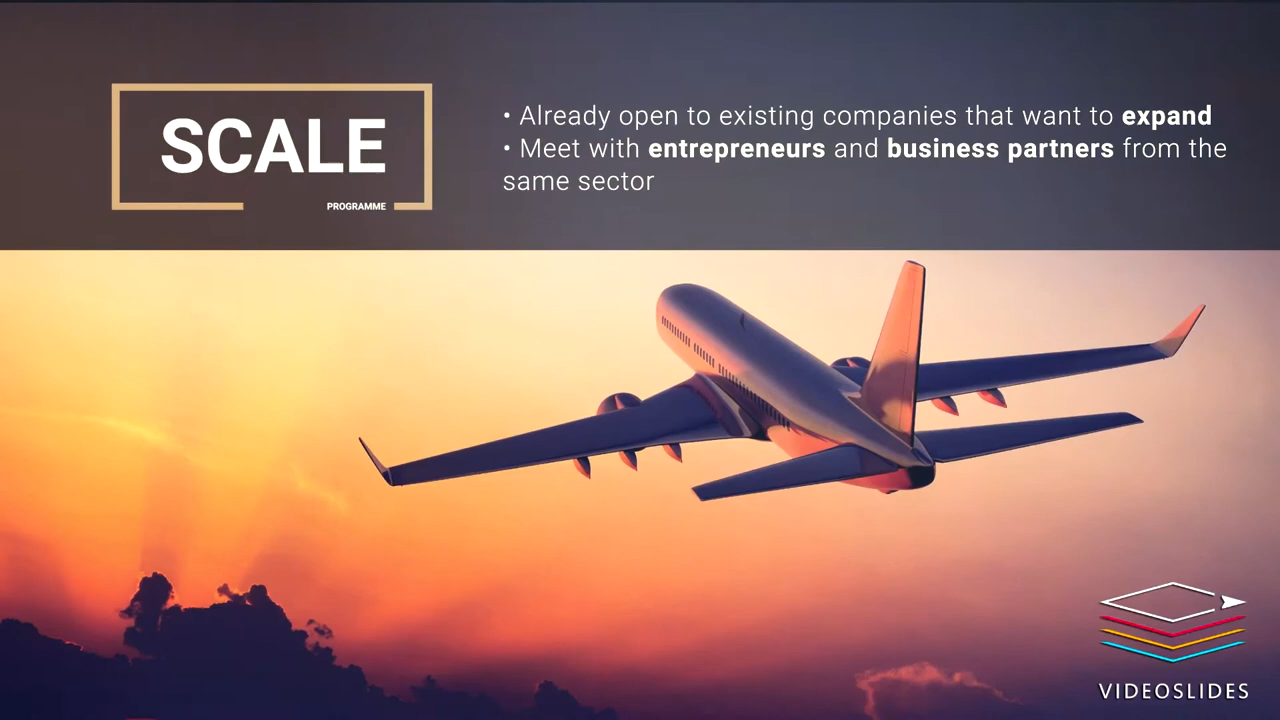 SCALE
PROGRAMME
• Already open to existing companies that want to expand
• Meet with entrepreneurs and business partners from the
same sector
VIDEOSLIDES